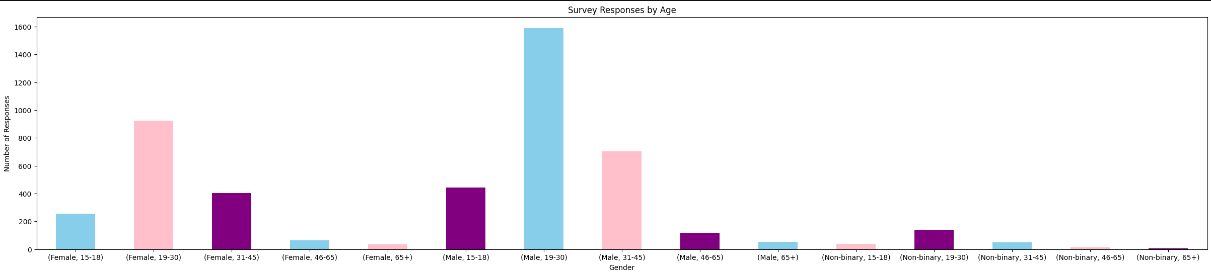 Survey Responses by Age
Number of Responses
1600
1400
1200
1000
800
600
400
200
0
(Female, 15-18) (Female, 19-30) (Female, 31-45) (Female, 46-65) (Female, 65+) (Male, 15-18) (Male, 19-30) (Male, 31-45) (Male, 46-65) (Male, 65+) (Non-binary, 15-18) (Non-binary, 19-30) (Non-binary, 31-45) (Non-binary, 46-65) (Non-binary, 65+)
Gender